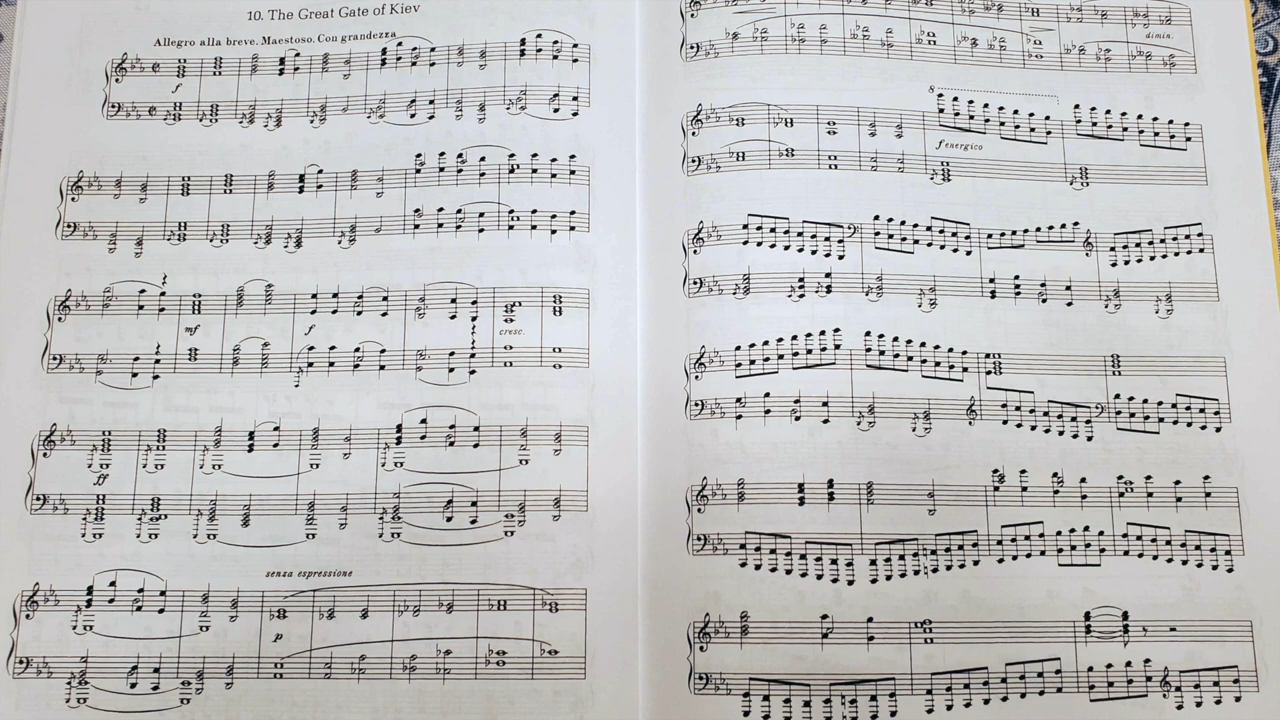 10. The Great Gate of Kiev
Allegro alla breve. Maestoso. Con grandezza
f
mf
f
cresc.
ff
senza espressione
p
dimin.
8
f energico